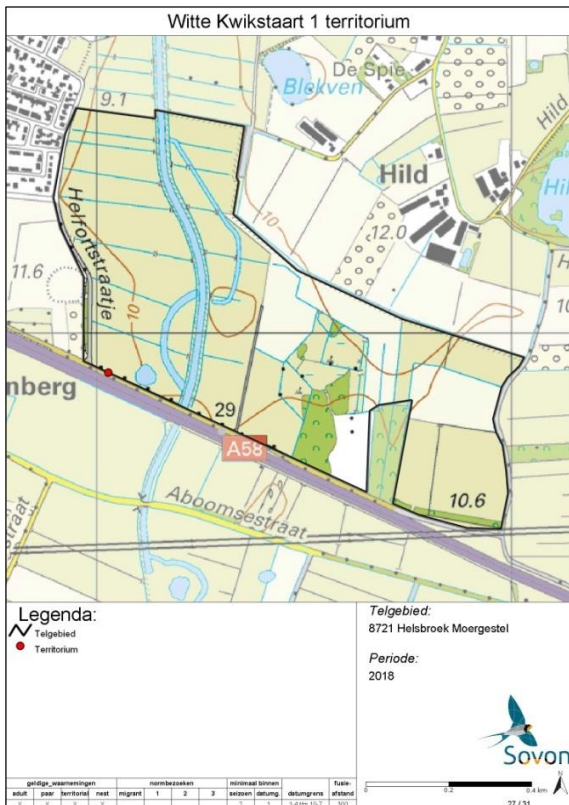 Witte Kwikstaart 1 territorium
De Spie
Blekven
9.1
Hild
Hild
12.0
10
Helfortstraatje
11.6
10
nberg
29
A58
10.6
Aboomsestraat
straat
Legenda:
Telgebied
Territorium
Telgebied:
8721 Helsbroek Moergestel
Periode:
2018
Sovon
0 0.2 0.4 km
27 / 31
geldige_waarnemingen normbezoeken minimaal binnen fusie-
adult paar territoriaal nest migrant 1 2 3 seizoen datumg. datumgrens afstand